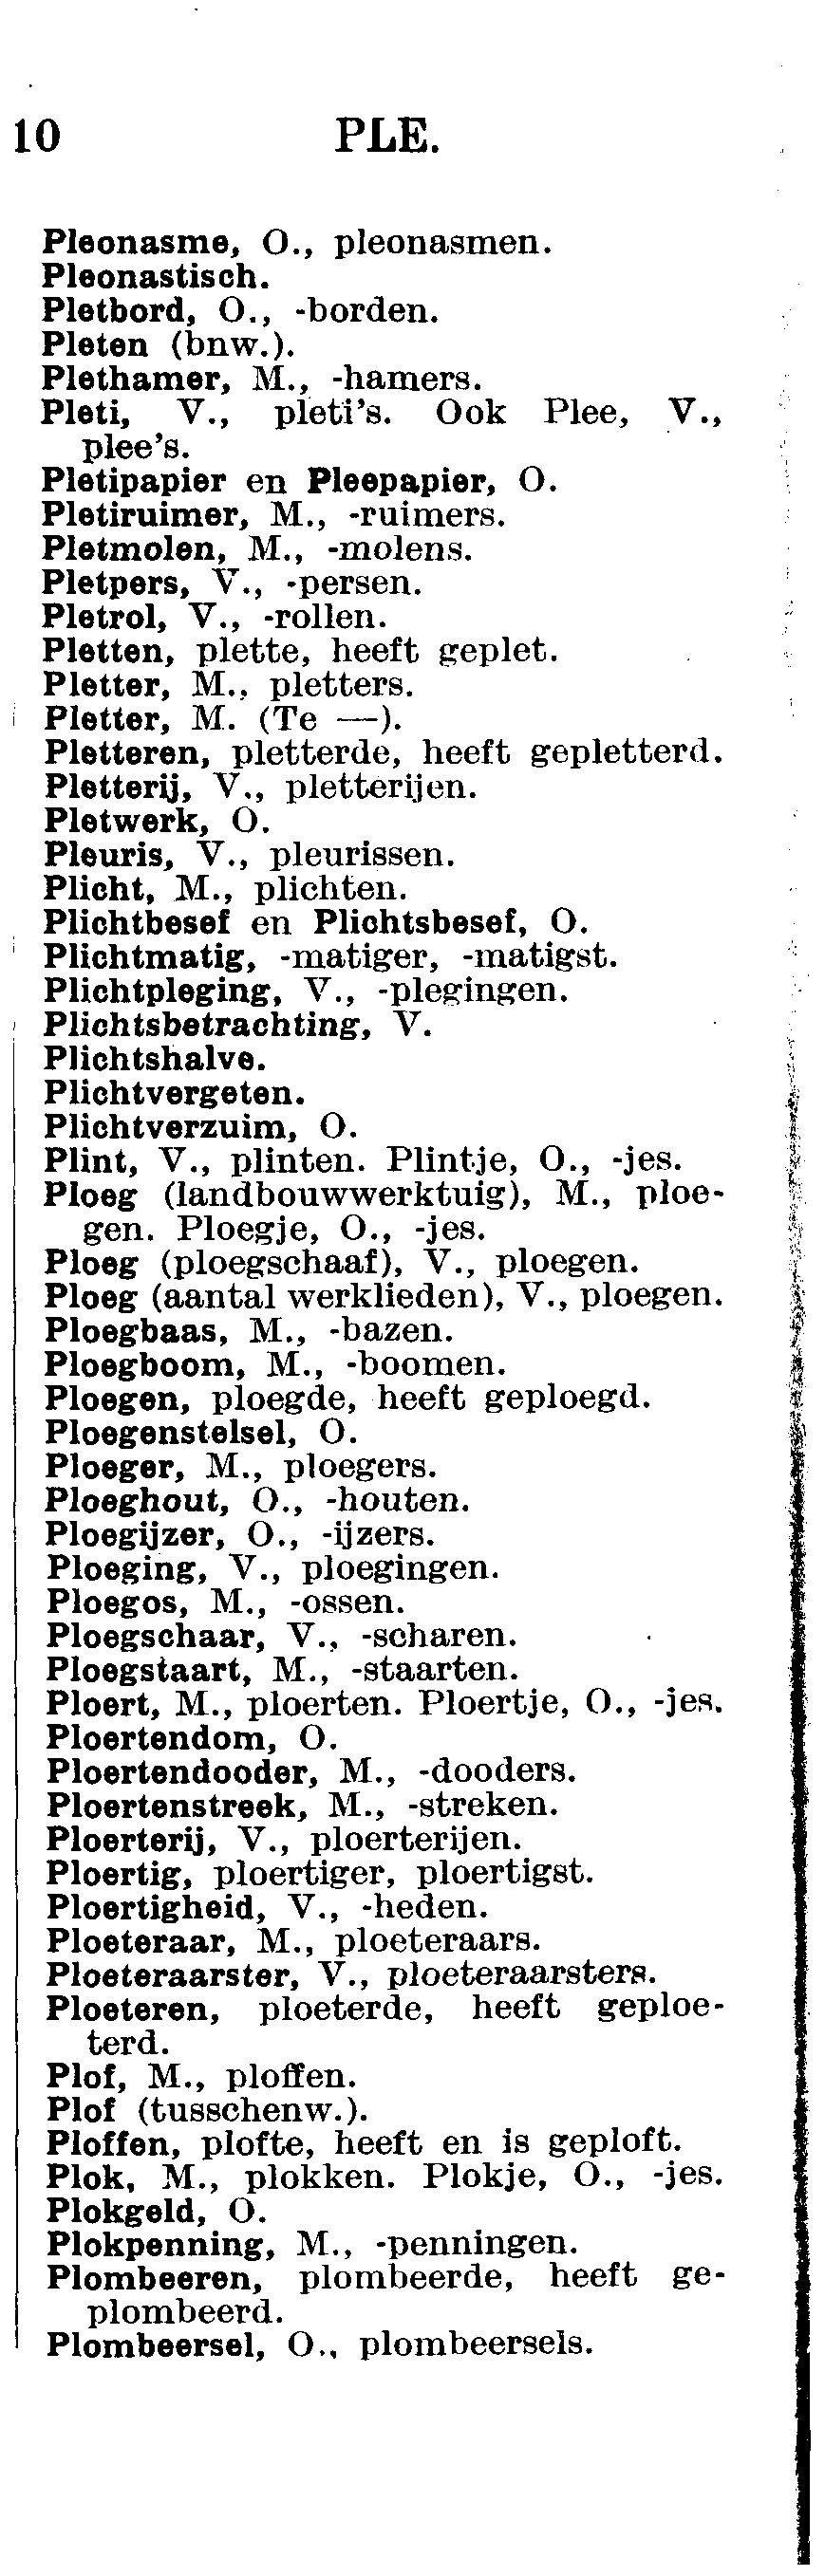 10 PLE.
Pleonasme, O., pleonasmen.
Pleonastisch.
Pletbord, O., -borden.
Pleten (bnw.).
Plethamer, M., -hamers.
Pleti, V., pleti's. Ook Plee, V.,
plee's.
Pletipapier en Pleepapier, O.
Pletiruimer, M., -ruimers.
Pletmolen, M., -molens.
Pletpers, V., -persen.
Pletrol, V., -rollen.
Pletten, plette, heeft geplet.
Pletter, M., pletters.
Pletter, M. (Te —).
Pletteren, pletterde, heeft gepletterd.
Pletterij, V., pletterijen.
Pletwerk, O.
Pleuris, V., pleurissen.
Plicht, M., plichten.
Plichtbesef en Plichtsbesef, O.
Plichtmatig, -matiger, -matigst.
Plichtpleging, V., -plegingen.
Plichtsbetrachting, V.
Plichtshalve.
Plichtvergeten.
Plichtverzuim, O.
Plint, V., plinten. Plintje, O., -jes.
Ploeg (landbouwwerktuig), M., ploe-
gen. Ploegje, O., -jes.
Ploeg (ploegschaaf), V., ploegen.
Ploeg (aantal werklieden), V., ploegen.
Ploegbaas, M., -bazen.
Ploegboom, M., -boomen.
Ploegen, ploegde, heeft geploegd.
Ploegenstelsel, O.
Ploeger, M., ploegers.
Ploeghout, O., -houten.
Ploegijzer, O., -ijzers.
Ploeging, V., ploegingen.
Ploegos, M., -ossen.
Ploegschaar, V., -scharen.
Ploegstaart, M., -staarten.
Ploert, M., ploerten. Ploertje, O., -jes.
Ploertendom, O.
Ploertendooder, M., -dooders.
Ploertenstreek, M., -streken.
Ploerterij, V., ploerterijen.
Ploertig, ploertiger, ploertigst.
Ploertigheid, V., -heden.
Ploeteraar, M., ploeteraars.
Ploeteraarster, V., ploeteraarsters.
Ploeteren, ploeterde, heeft geploe-
terd.
Plof, M., ploffen.
Plof (tusschenw.).
Ploffen, plofte, heeft en is geploft.
Plok, M., plokken. Plokje, O., -jes.
Plokgeld, O.
Plokpenning, M., -penningen.
Plombeeren, plombeerde, heeft ge-
plombeerd.
Plombeersel, O., plombeersels.